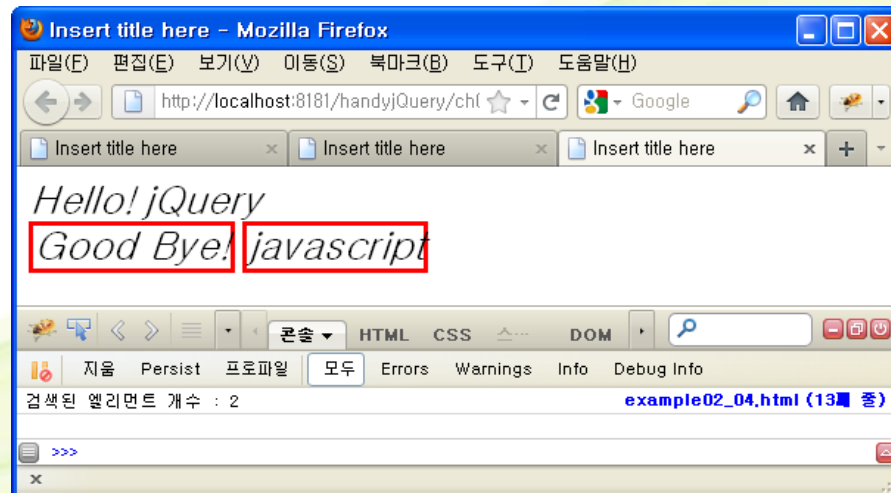 Insert title here - Mozilla Firefox
파일(F) 편집(E) 보기(V) 이동(S) 북마크(B) 도구(T) 도움말(H)
http://localhost:8181/handyjQuery/ch( Google
Insert title here × Insert title here × Insert title here × +
Hello! jQuery
Good Bye! javascript
콘솔 HTML CSS 스··· DOM
지움 Persist 프로파일 모두 Errors Warnings Info Debug Info
검색된 엘리먼트 개수 : 2 example02_04.html (13째 줄)
>>>
×